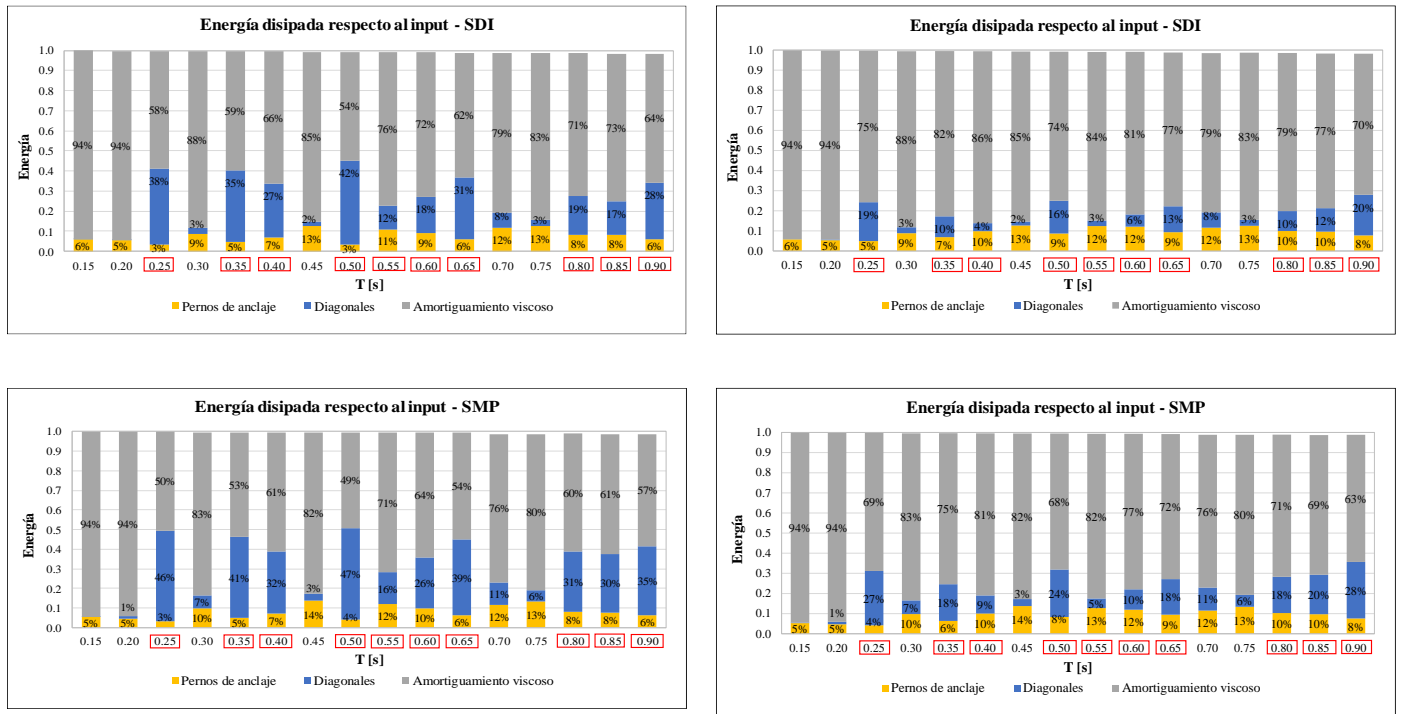 Energía disipada respecto al input - SDI
1.0
0.9
0.8
0.7
0.6
0.5
0.4
0.3
0.2
0.1
0.0
Energía
94% 94% 58% 88% 59% 66% 85% 54% 76% 72% 62% 79% 83% 71% 73% 64%
38% 3% 35% 27% 2% 42% 12% 18% 31% 8% 3% 19% 17% 28%
6% 5% 3% 9% 5% 7% 13% 3% 11% 9% 6% 12% 13% 8% 8% 6%
0.15 0.20 0.25 0.30 0.35 0.40 0.45 0.50 0.55 0.60 0.65 0.70 0.75 0.80 0.85 0.90
T [s]
Pernos de anclaje Diagonales Amortiguamiento viscoso
Energía disipada respecto al input - SDI
1.0
0.9
0.8
0.7
0.6
0.5
0.4
0.3
0.2
0.1
0.0
Energía
94% 94% 75% 88% 82% 86% 85% 74% 84% 81% 77% 79% 83% 79% 77% 70%
19% 3% 10% 4% 2% 16% 3% 6% 13% 8% 3% 10% 12% 20%
6% 5% 5% 9% 7% 10% 13% 9% 12% 12% 9% 12% 13% 10% 10% 8%
0.15 0.20 0.25 0.30 0.35 0.40 0.45 0.50 0.55 0.60 0.65 0.70 0.75 0.80 0.85 0.90
T [s]
Pernos de anclaje Diagonales Amortiguamiento viscoso
Energía disipada respecto al input - SMP
1.0
0.9
0.8
0.7
0.6
0.5
0.4
0.3
0.2
0.1
0.0
Energía
94% 94% 50% 83% 53% 61% 82% 49% 71% 64% 54% 76% 80% 60% 61% 57%
1% 46% 7% 41% 32% 3% 47% 16% 26% 39% 11% 6% 31% 30% 35%
5% 5% 3% 10% 5% 7% 14% 4% 12% 10% 6% 12% 13% 8% 8% 6%
0.15 0.20 0.25 0.30 0.35 0.40 0.45 0.50 0.55 0.60 0.65 0.70 0.75 0.80 0.85 0.90
T [s]
Pernos de anclaje Diagonales Amortiguamiento viscoso
Energía disipada respecto al input - SMP
1.0
0.9
0.8
0.7
0.6
0.5
0.4
0.3
0.2
0.1
0.0
Energía
94% 94% 69% 83% 75% 81% 82% 68% 82% 77% 72% 76% 80% 71% 69% 63%
1% 27% 7% 18% 9% 3% 24% 5% 10% 18% 11% 6% 18% 20% 28%
5% 5% 4% 10% 6% 10% 14% 8% 13% 12% 9% 12% 13% 10% 10% 8%
0.15 0.20 0.25 0.30 0.35 0.40 0.45 0.50 0.55 0.60 0.65 0.70 0.75 0.80 0.85 0.90
T [s]
Pernos de anclaje Diagonales Amortiguamiento viscoso